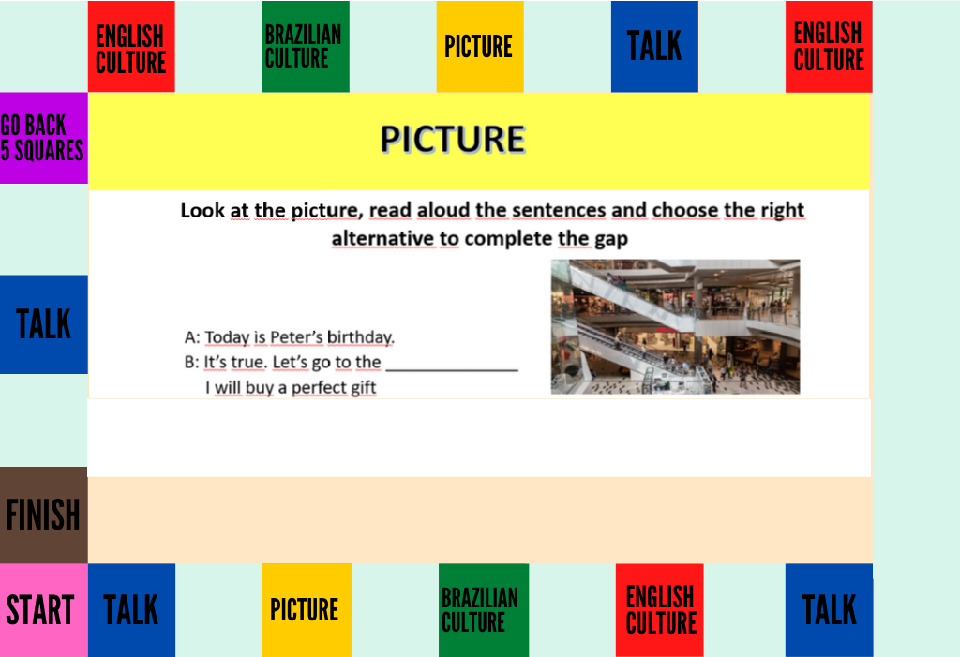 ENGLISH
CULTURE
BRAZILIAN
CULTURE
PICTURE
TALK
ENGLISH
CULTURE
GO BACK
5 SQUARES
PICTURE
Look at the picture, read aloud the sentences and choose the right
alternative to complete the gap
A: Today is Peter's birthday.
B: It's true. Let's go to the _______________
I will buy a perfect gift
TALK
FINISH
START
TALK
PICTURE
BRAZILIAN
CULTURE
ENGLISH
CULTURE
TALK